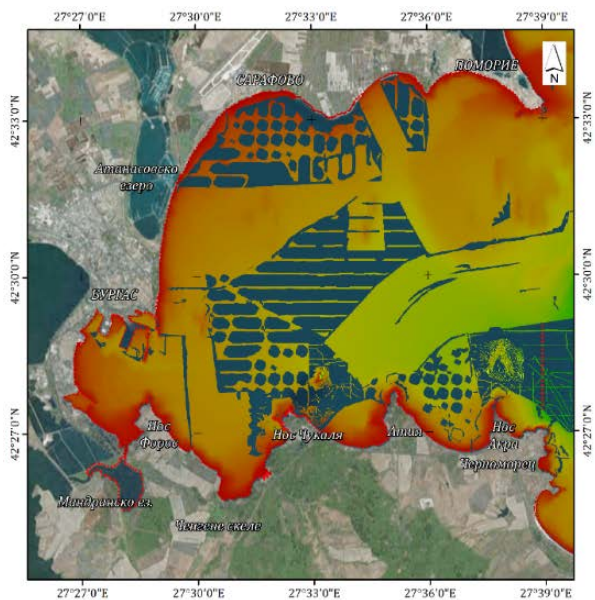 27°27'0"E 27°30'0"E 27°33'0"E 27°36'0"E 27°39'0"E
САРАФОВО
ПОМОРИЕ
N
42°33'0"N 42°33'0"N
Атанасовско
езеро
42°30'0"N 42°30'0"N
БУРГАС
42°27'0"N 42°27'0"N
Нос
Форос
Нос Чукаля
Атия
Нос
Акра
Черноморец
Мандренско ез.
Ченгене скеле
27°27'0"E 27°30'0"E 27°33'0"E 27°36'0"E 27°39'0"E